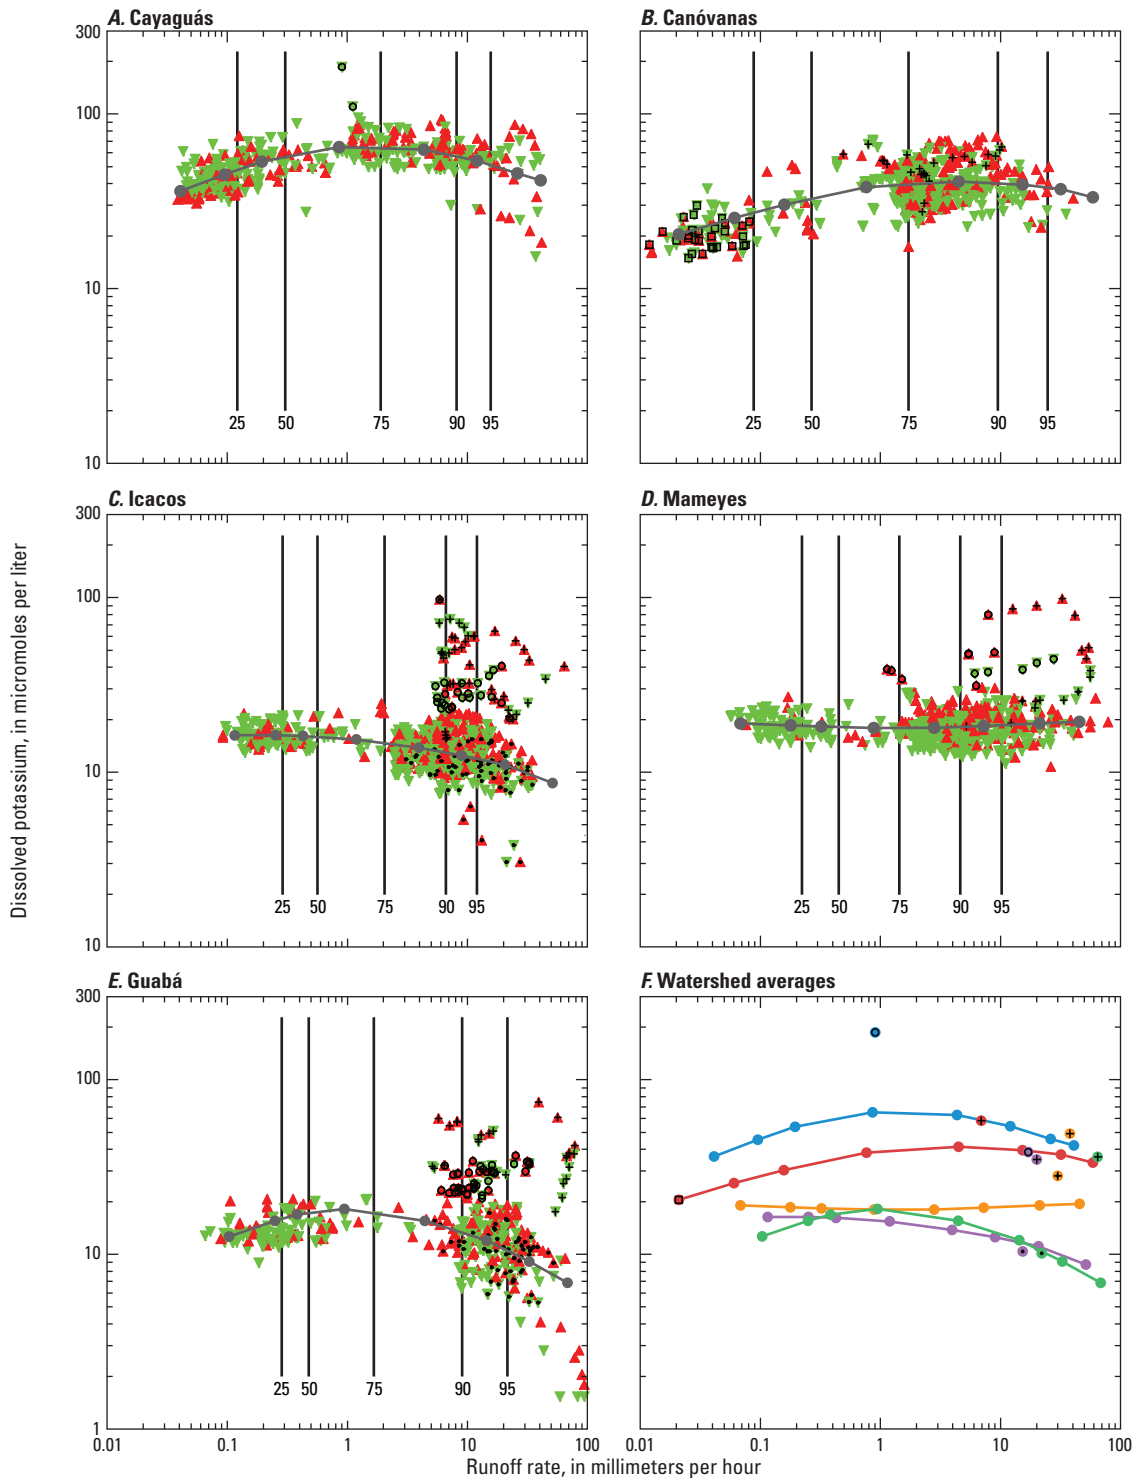 A. Cayaguás
B. Canóvanas
300
100
10
10
25 50 75 90 95
25 50 75 90 95
C. Icacos
D. Mameyes
300
100
10
10
25 50 75 90 95
25 50 75 90 95
E. Guabá
F. Watershed averages
300
100
10
1
25 50 75 90 95
0.01 0.1 1 10 100
0.01 0.1 1 10 100
Dissolved potassium, in micromoles per liter
Runoff rate, in millimeters per hour